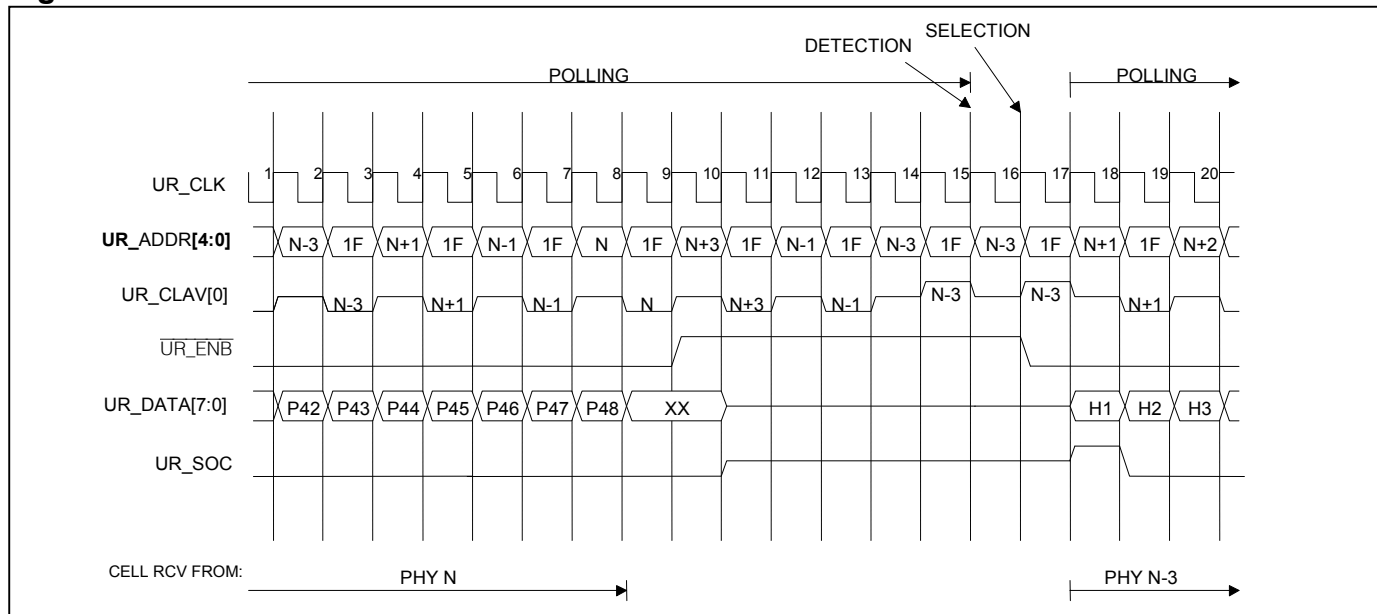 SELECTION
DETECTION
POLLING POLLING
UR_CLK 1 2 3 4 5 6 7 8 9 10 11 12 13 14 15 16 17 18 19 20
UR_ADDR[4:0] N-3 1F N+1 1F N-1 1F N 1F N+3 1F N-1 1F N-3 1F N-3 1F N+1 1F N+2
UR_CLAV[0] N-3 N+1 N-1 N N+3 N-1 N-3 N-3 N+1
UR_ENB
UR_DATA[7:0] P42 P43 P44 P45 P46 P47 P48 XX H1 H2 H3
UR_SOC
CELL RCV FROM: PHY N PHY N-3